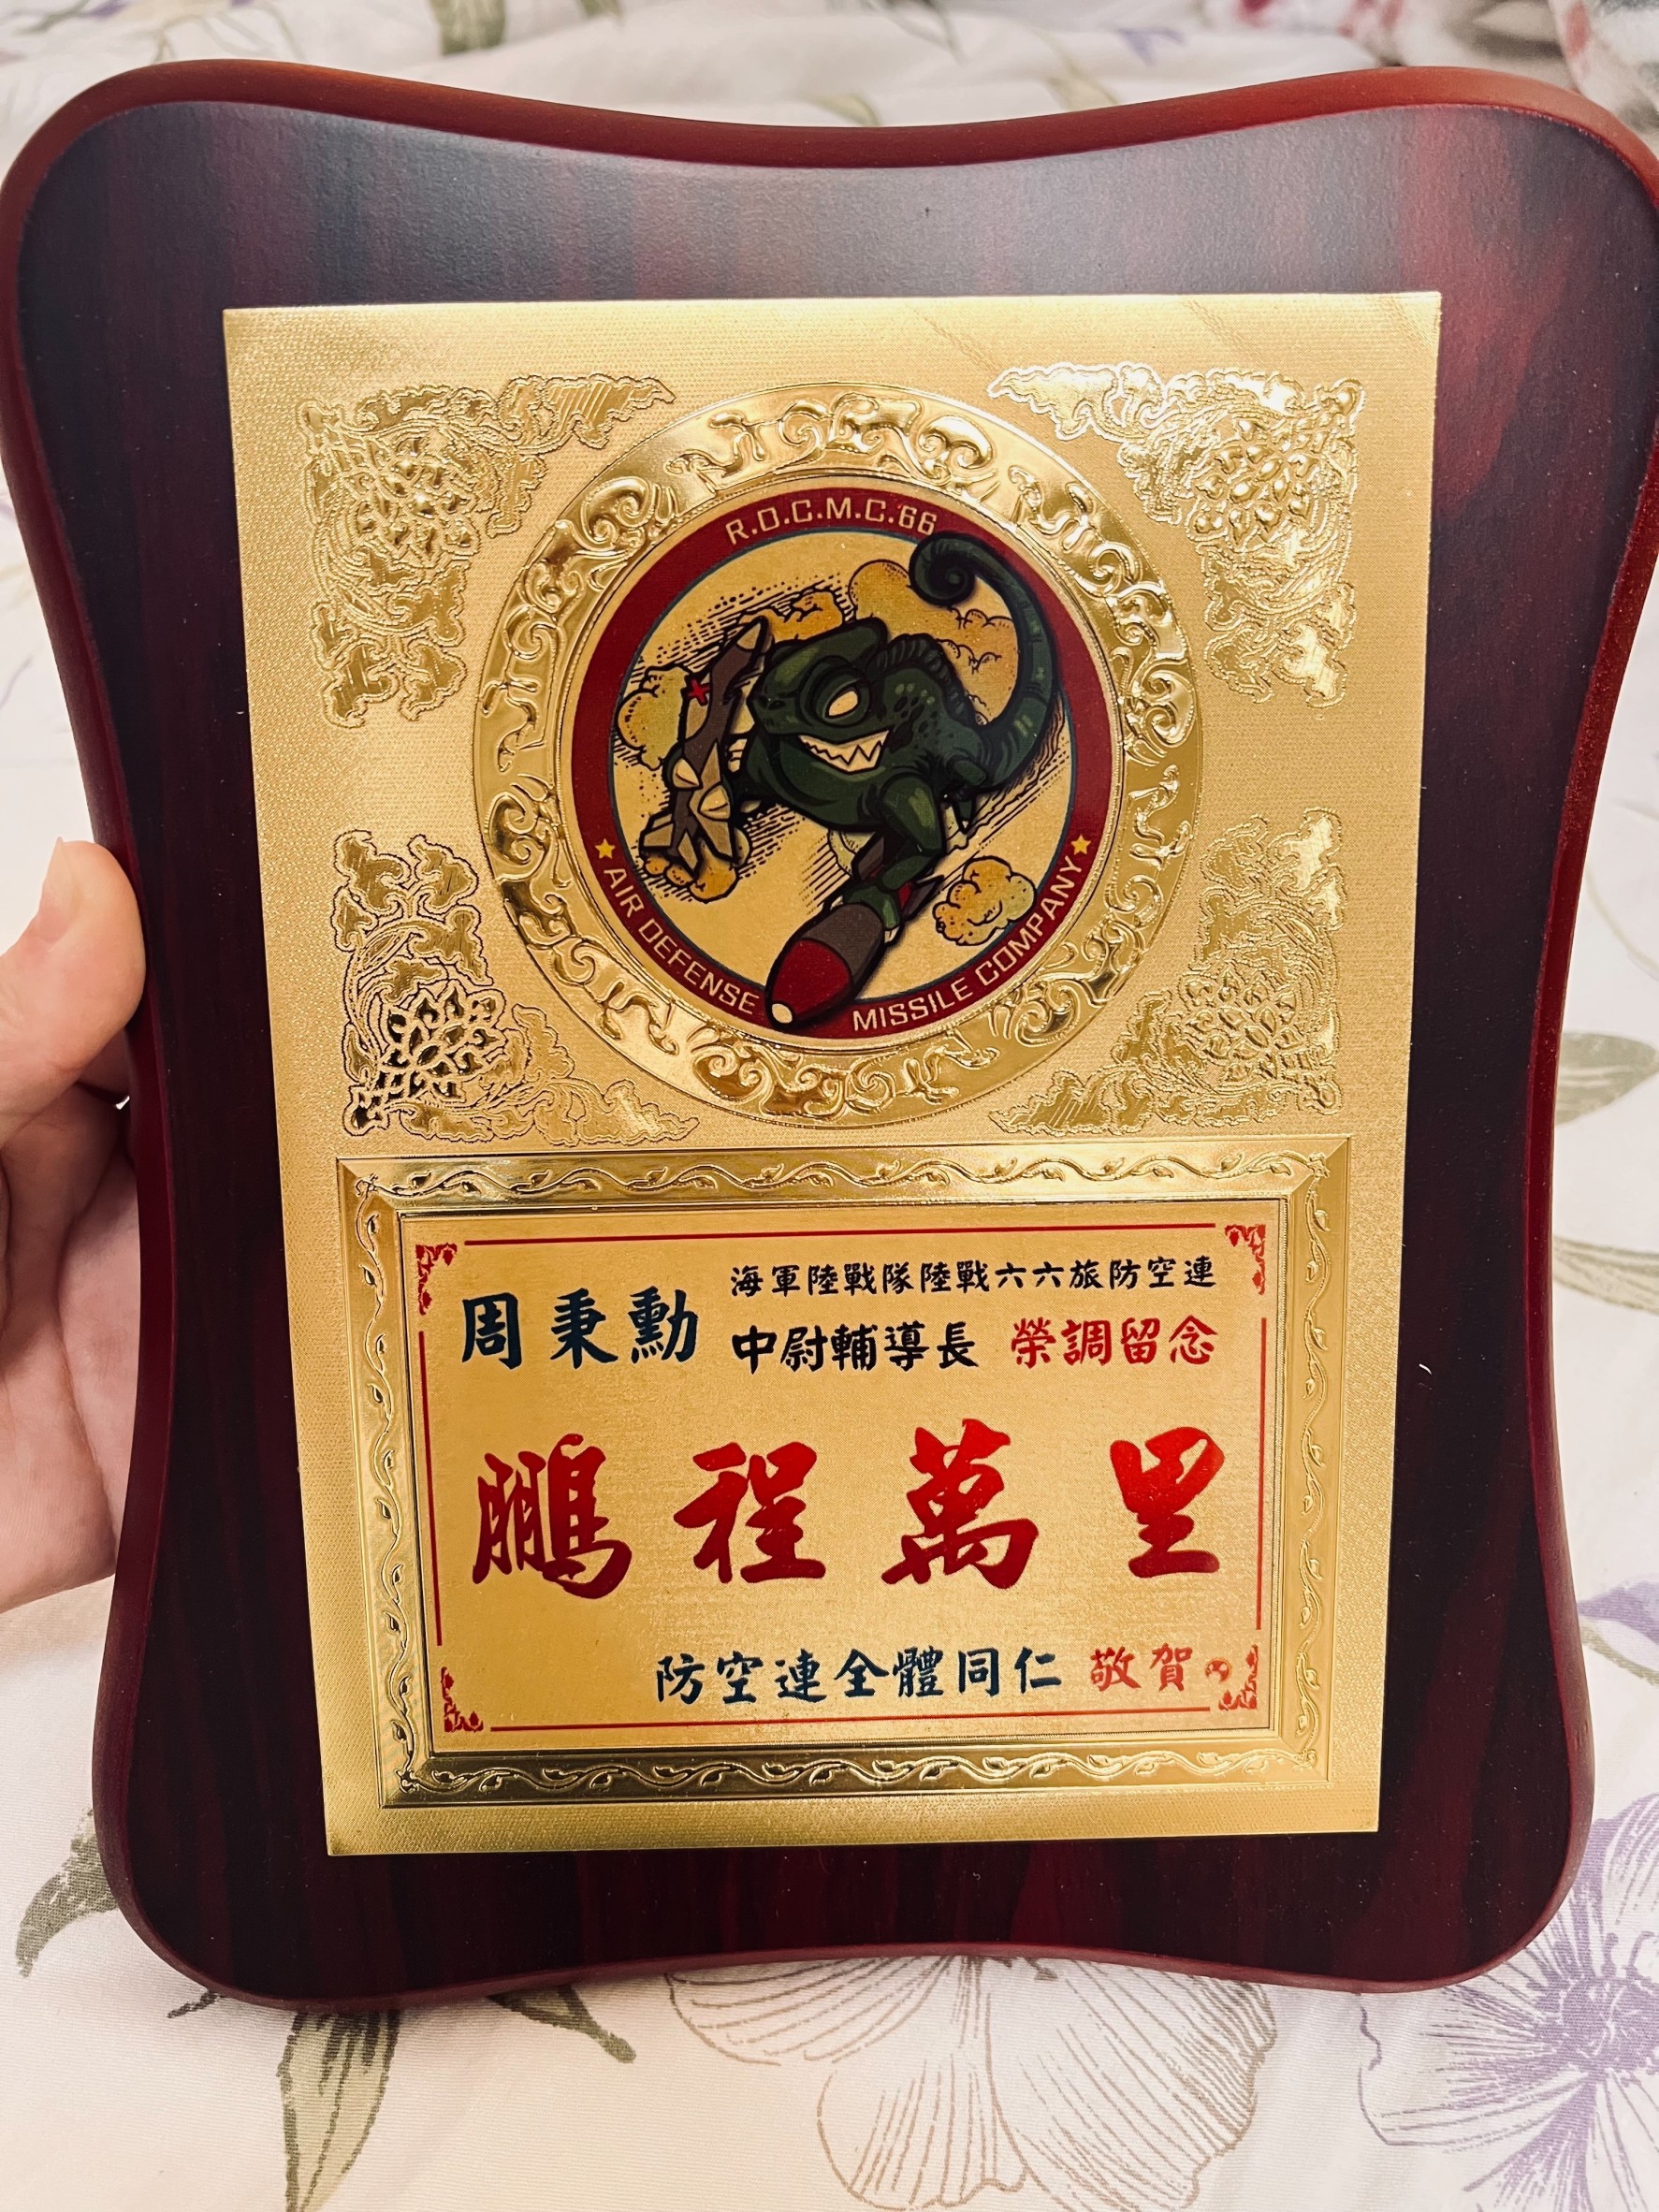 R.O.C.M.C.66
AIR DEFENSE MISSILE COMPANY
海軍陸戰隊陸戰六六旅防空連
周秉勳 中尉輔導長 榮調留念
鵬程萬里
防空連全體同仁 敬賀